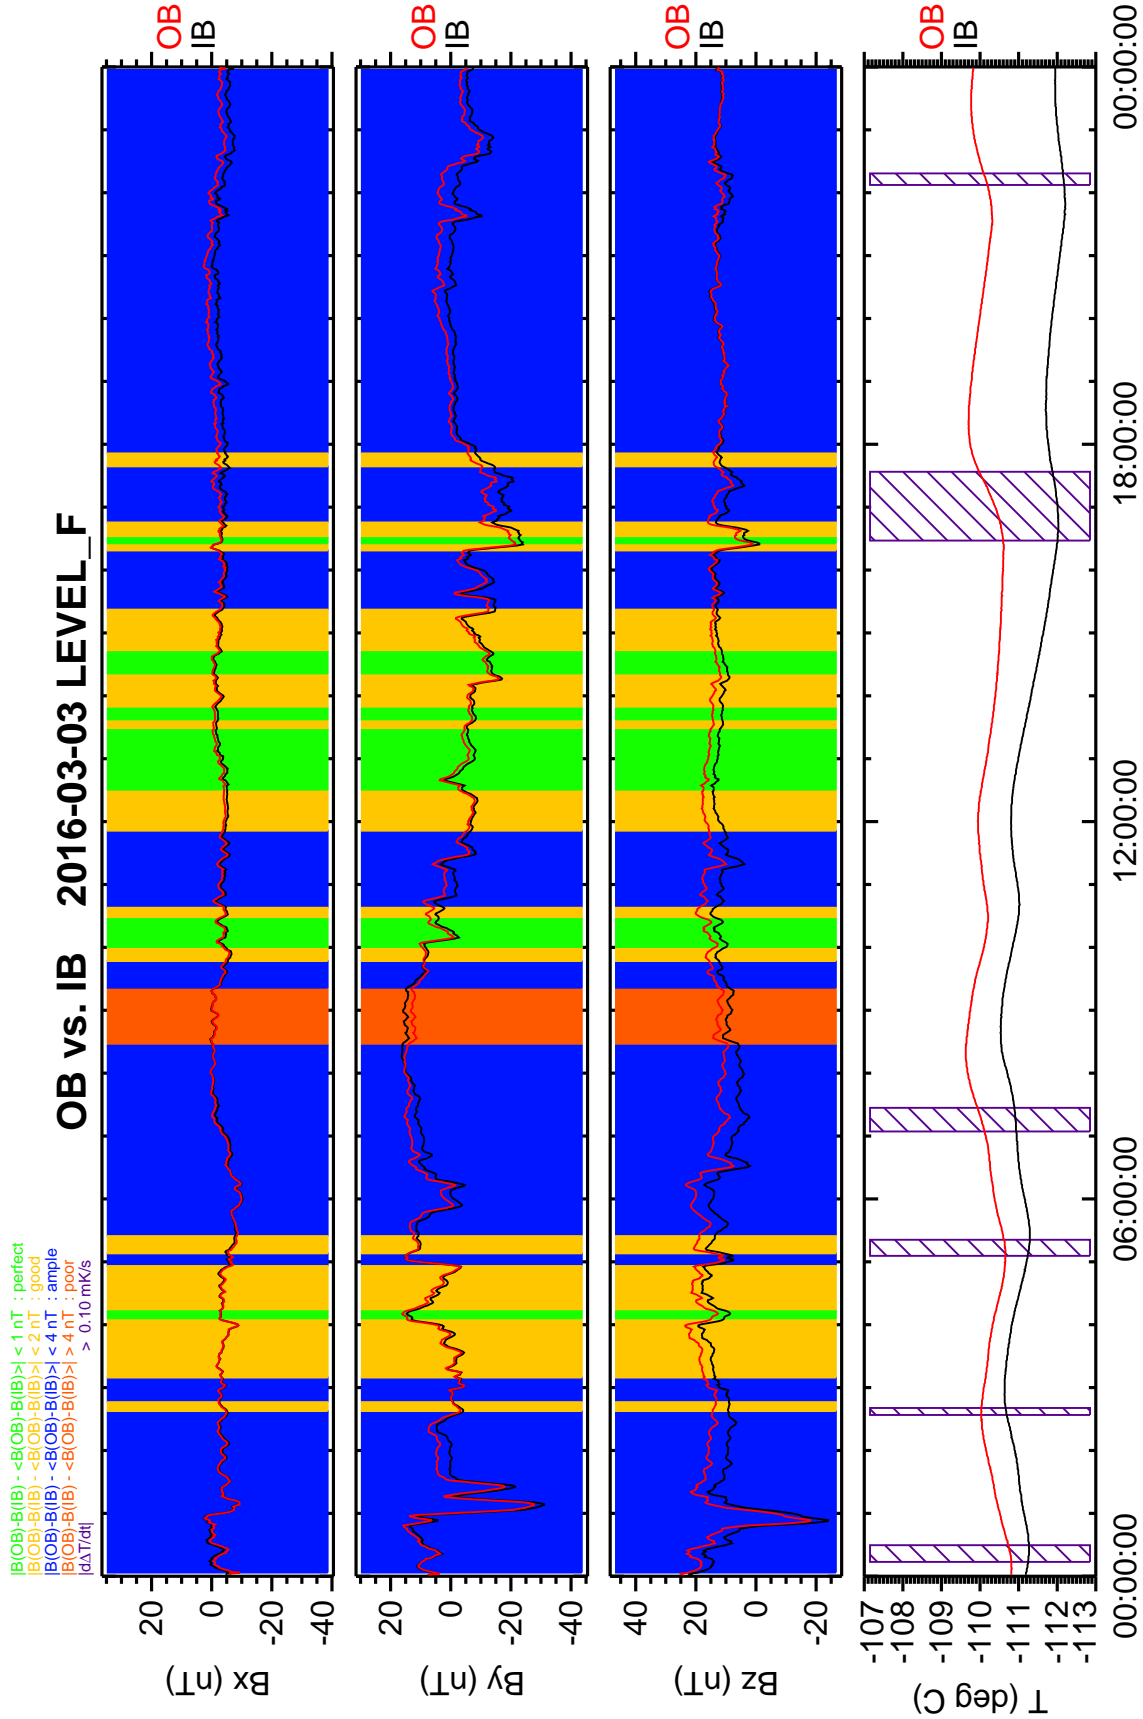 |B(OB)-B(IB) - <B(OB)-B(IB)>| < 1 nT : perfect
|B(OB)-B(IB) - <B(OB)-B(IB)>| < 2 nT : good
|B(OB)-B(IB) - <B(OB)-B(IB)>| < 4 nT : ample
|B(OB)-B(IB) - <B(OB)-B(IB)>| > 4 nT : poor
|dΔT/dt| > 0.10 mK/s
OB vs. IB 2016-03-03 LEVEL_F
Bx (nT)
20
0
-20
-40
OB
IB
By (nT)
20
0
-20
-40
OB
IB
Bz (nT)
20
0
-20
OB
IB
T (deg C)
-107
-108
-109
-110
-111
-112
-113
OB
IB
00:00:00
06:00:00
12:00:00
18:00:00
00:00:00